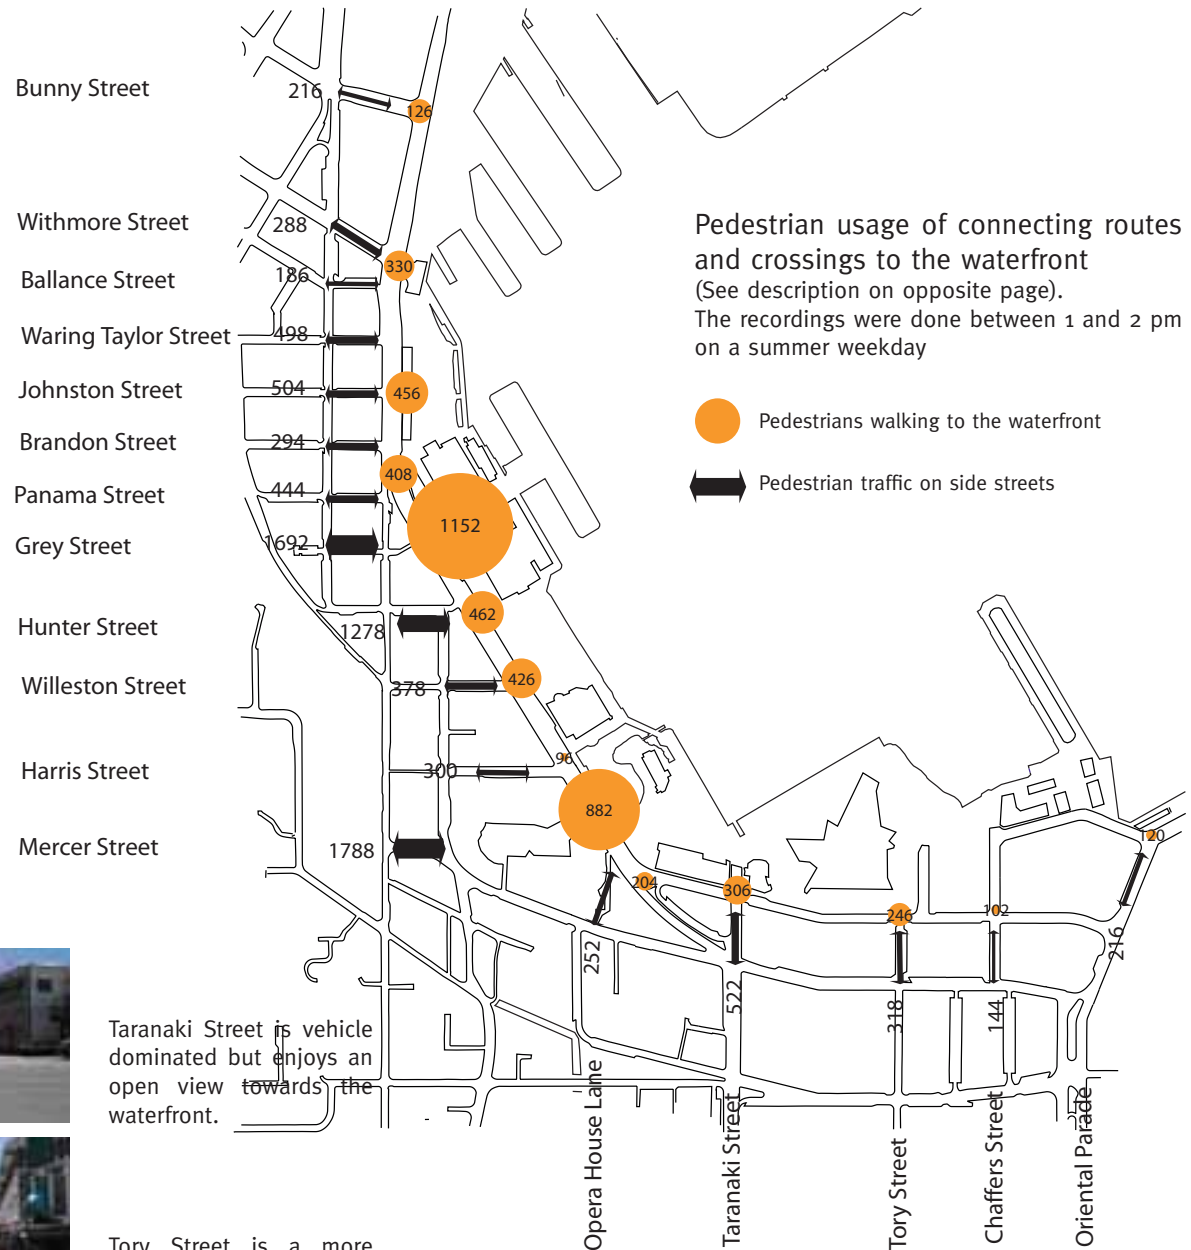 Bunny Street
216
126
Withmore Street
288
330
Ballance Street
186
Waring Taylor Street
498
Johnston Street
504
456
Brandon Street
294
408
Panama Street
444
Grey Street
1692
1152
Hunter Street
1278
462
Willeston Street
378
426
Harris Street
300
96
Mercer Street
1788
882
204
306
246
102
120
252
522
318
144
216
Opera House Lane
Taranaki Street
Tory Street
Chaffers Street
Oriental Parade
Pedestrian usage of connecting routes
and crossings to the waterfront
(See description on opposite page).
The recordings were done between 1 and 2 pm
on a summer weekday
Pedestrians walking to the waterfront
Pedestrian traffic on side streets
Taranaki Street is vehicle
dominated but enjoys an
open view towards the
waterfront.
Tory Street is a more